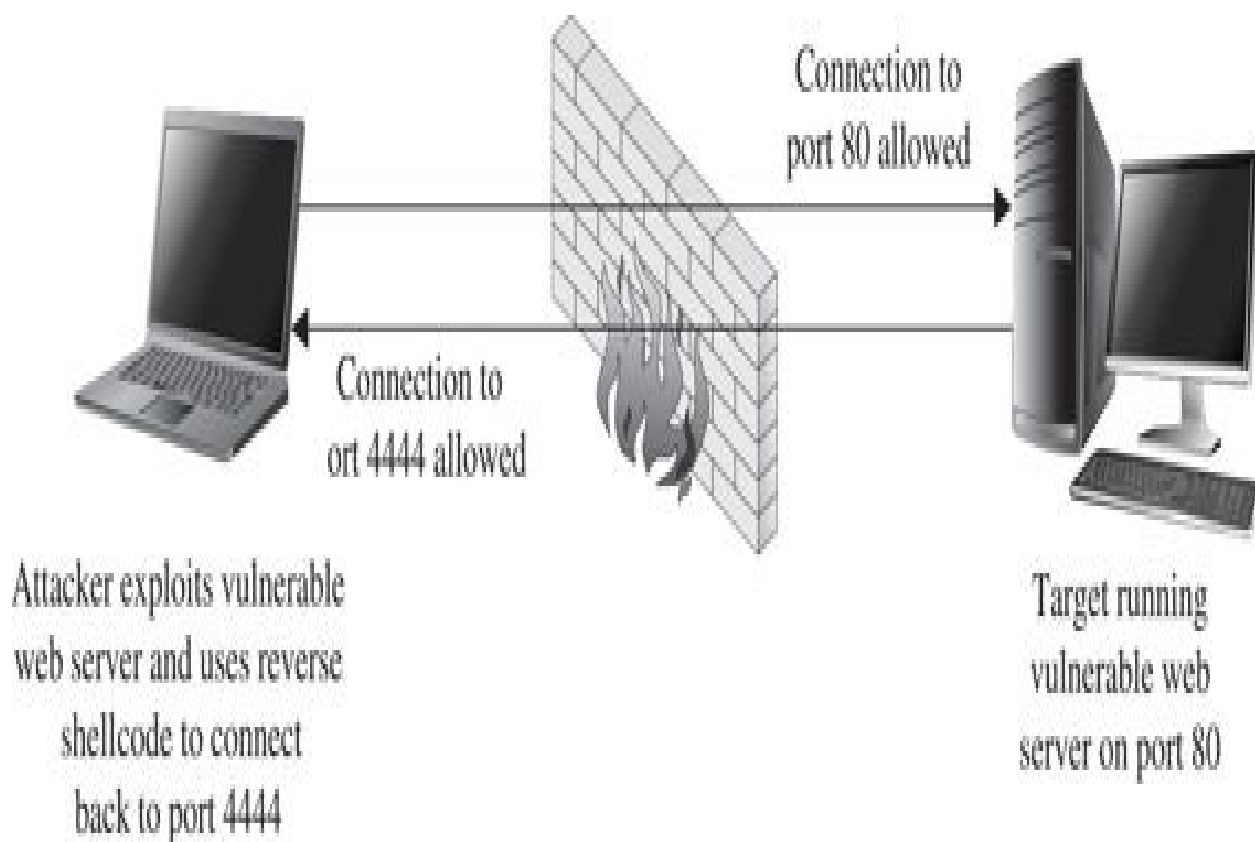 Connection to
port 80 allowed
Connection to
ort 4444 allowed
Attacker exploits vulnerable
web server and uses reverse
shellcode to connect
back to port 4444
Target running
vulnerable web
server on port 80